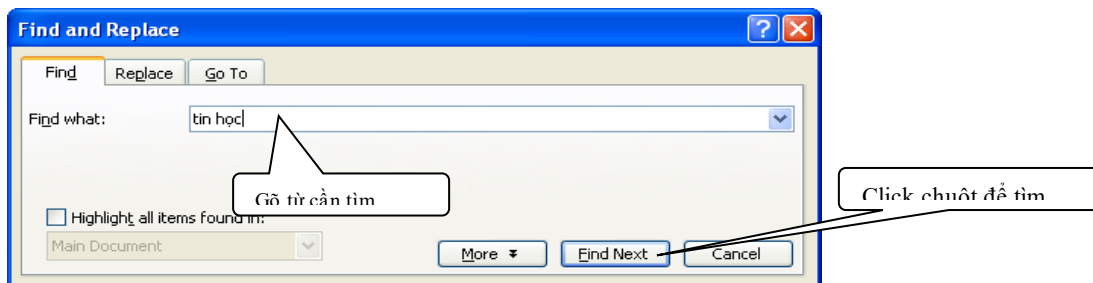 Find and Replace
Find Replace Go To
Find what: tin học
Gõ từ cần tìm
Click chuột để tìm
Highlight all items found in:
Main Document
More Find Next Cancel